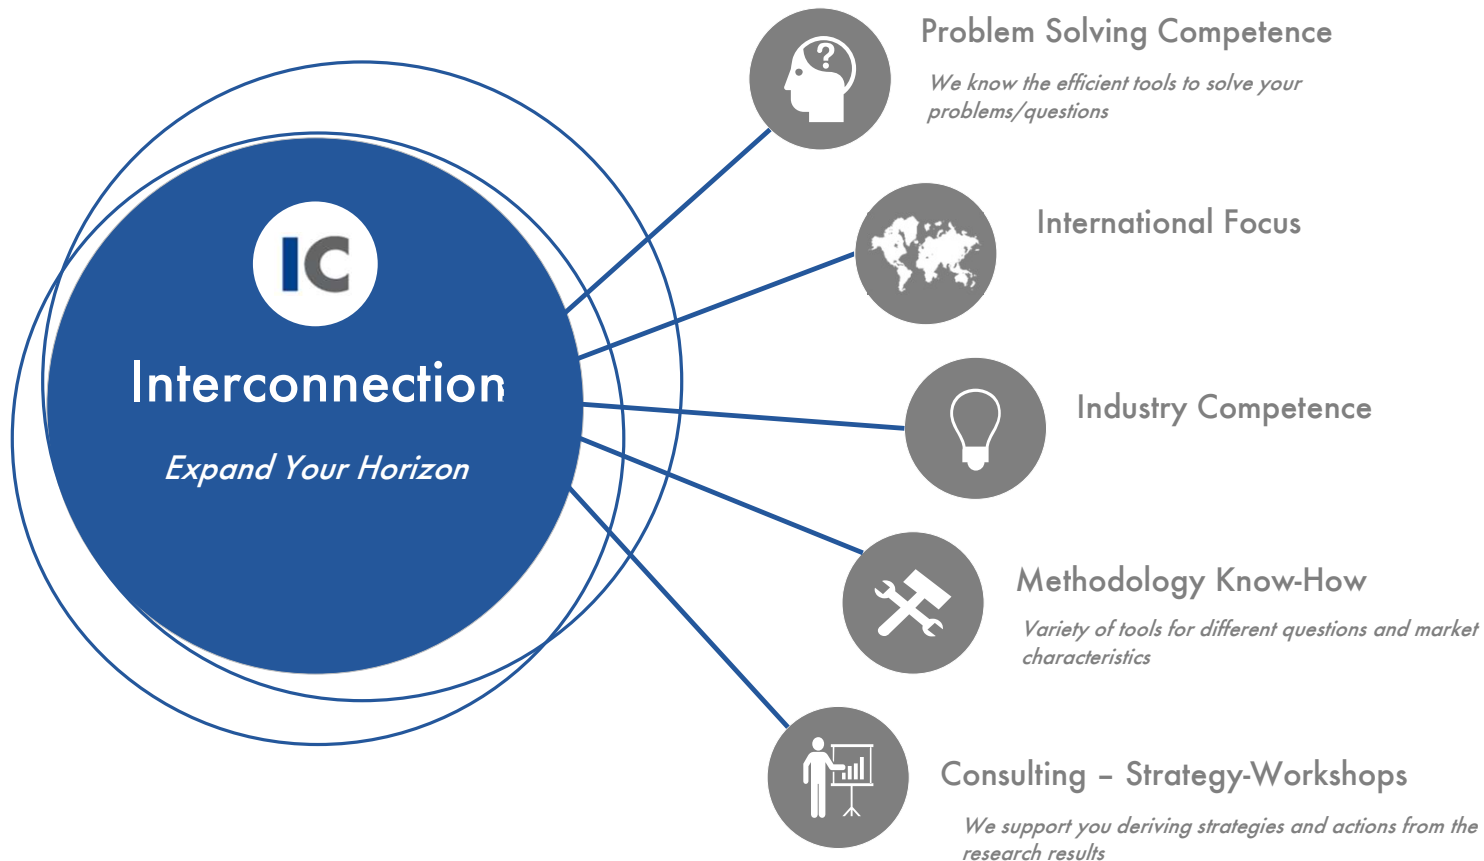 Problem Solving Competence
We know the efficient tools to solve your
problems/questions
International Focus
IC
Interconnection
Expand Your Horizon
Industry Competence
Methodology Know-How
Variety of tools for different questions and market
characteristics
Consulting – Strategy-Workshops
We support you deriving strategies and actions from the
research results
?